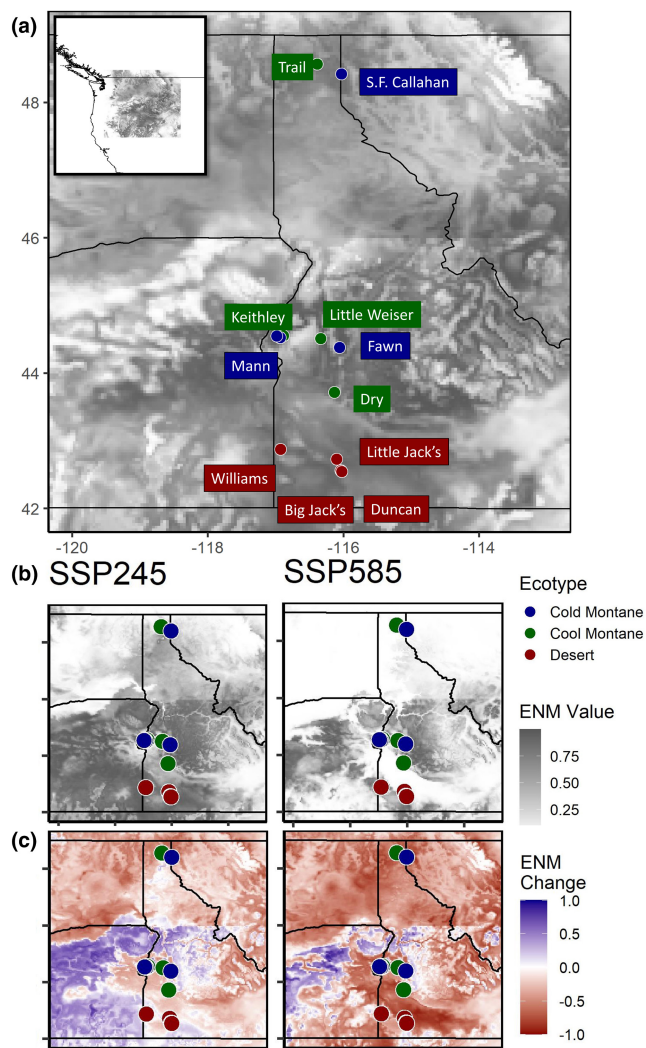 (a)
Trail
S.F. Callahan
48
46
Keithley
Little Weiser
Mann
Fawn
44
Dry
Little Jack's
Williams
Big Jack's
Duncan
42
-120
-118
-116
-114
(b)
SSP245
SSP585
Ecotype
Cold Montane
Cool Montane
Desert
ENM Value
0.75
0.50
0.25
(c)
ENM
Change
1.0
0.5
0.0
-0.5
-1.0